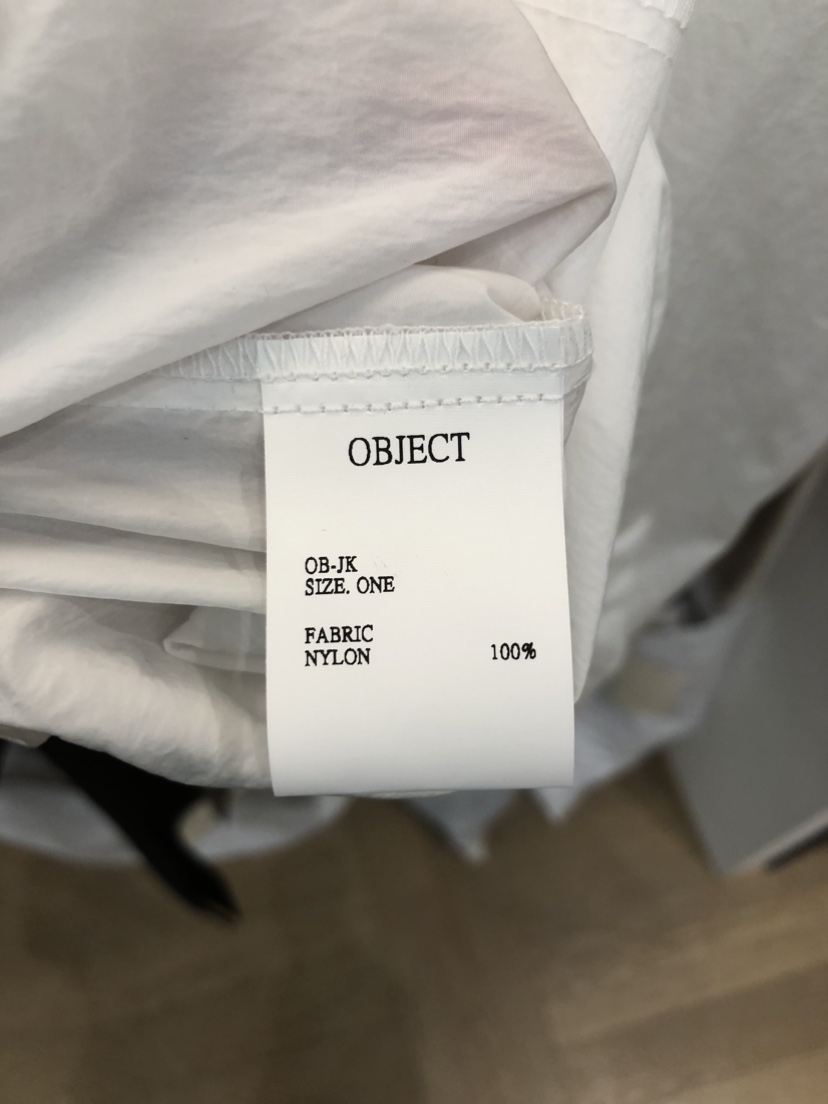 OBJECT
OB-JK
SIZE. ONE
FABRIC
NYLON 100%